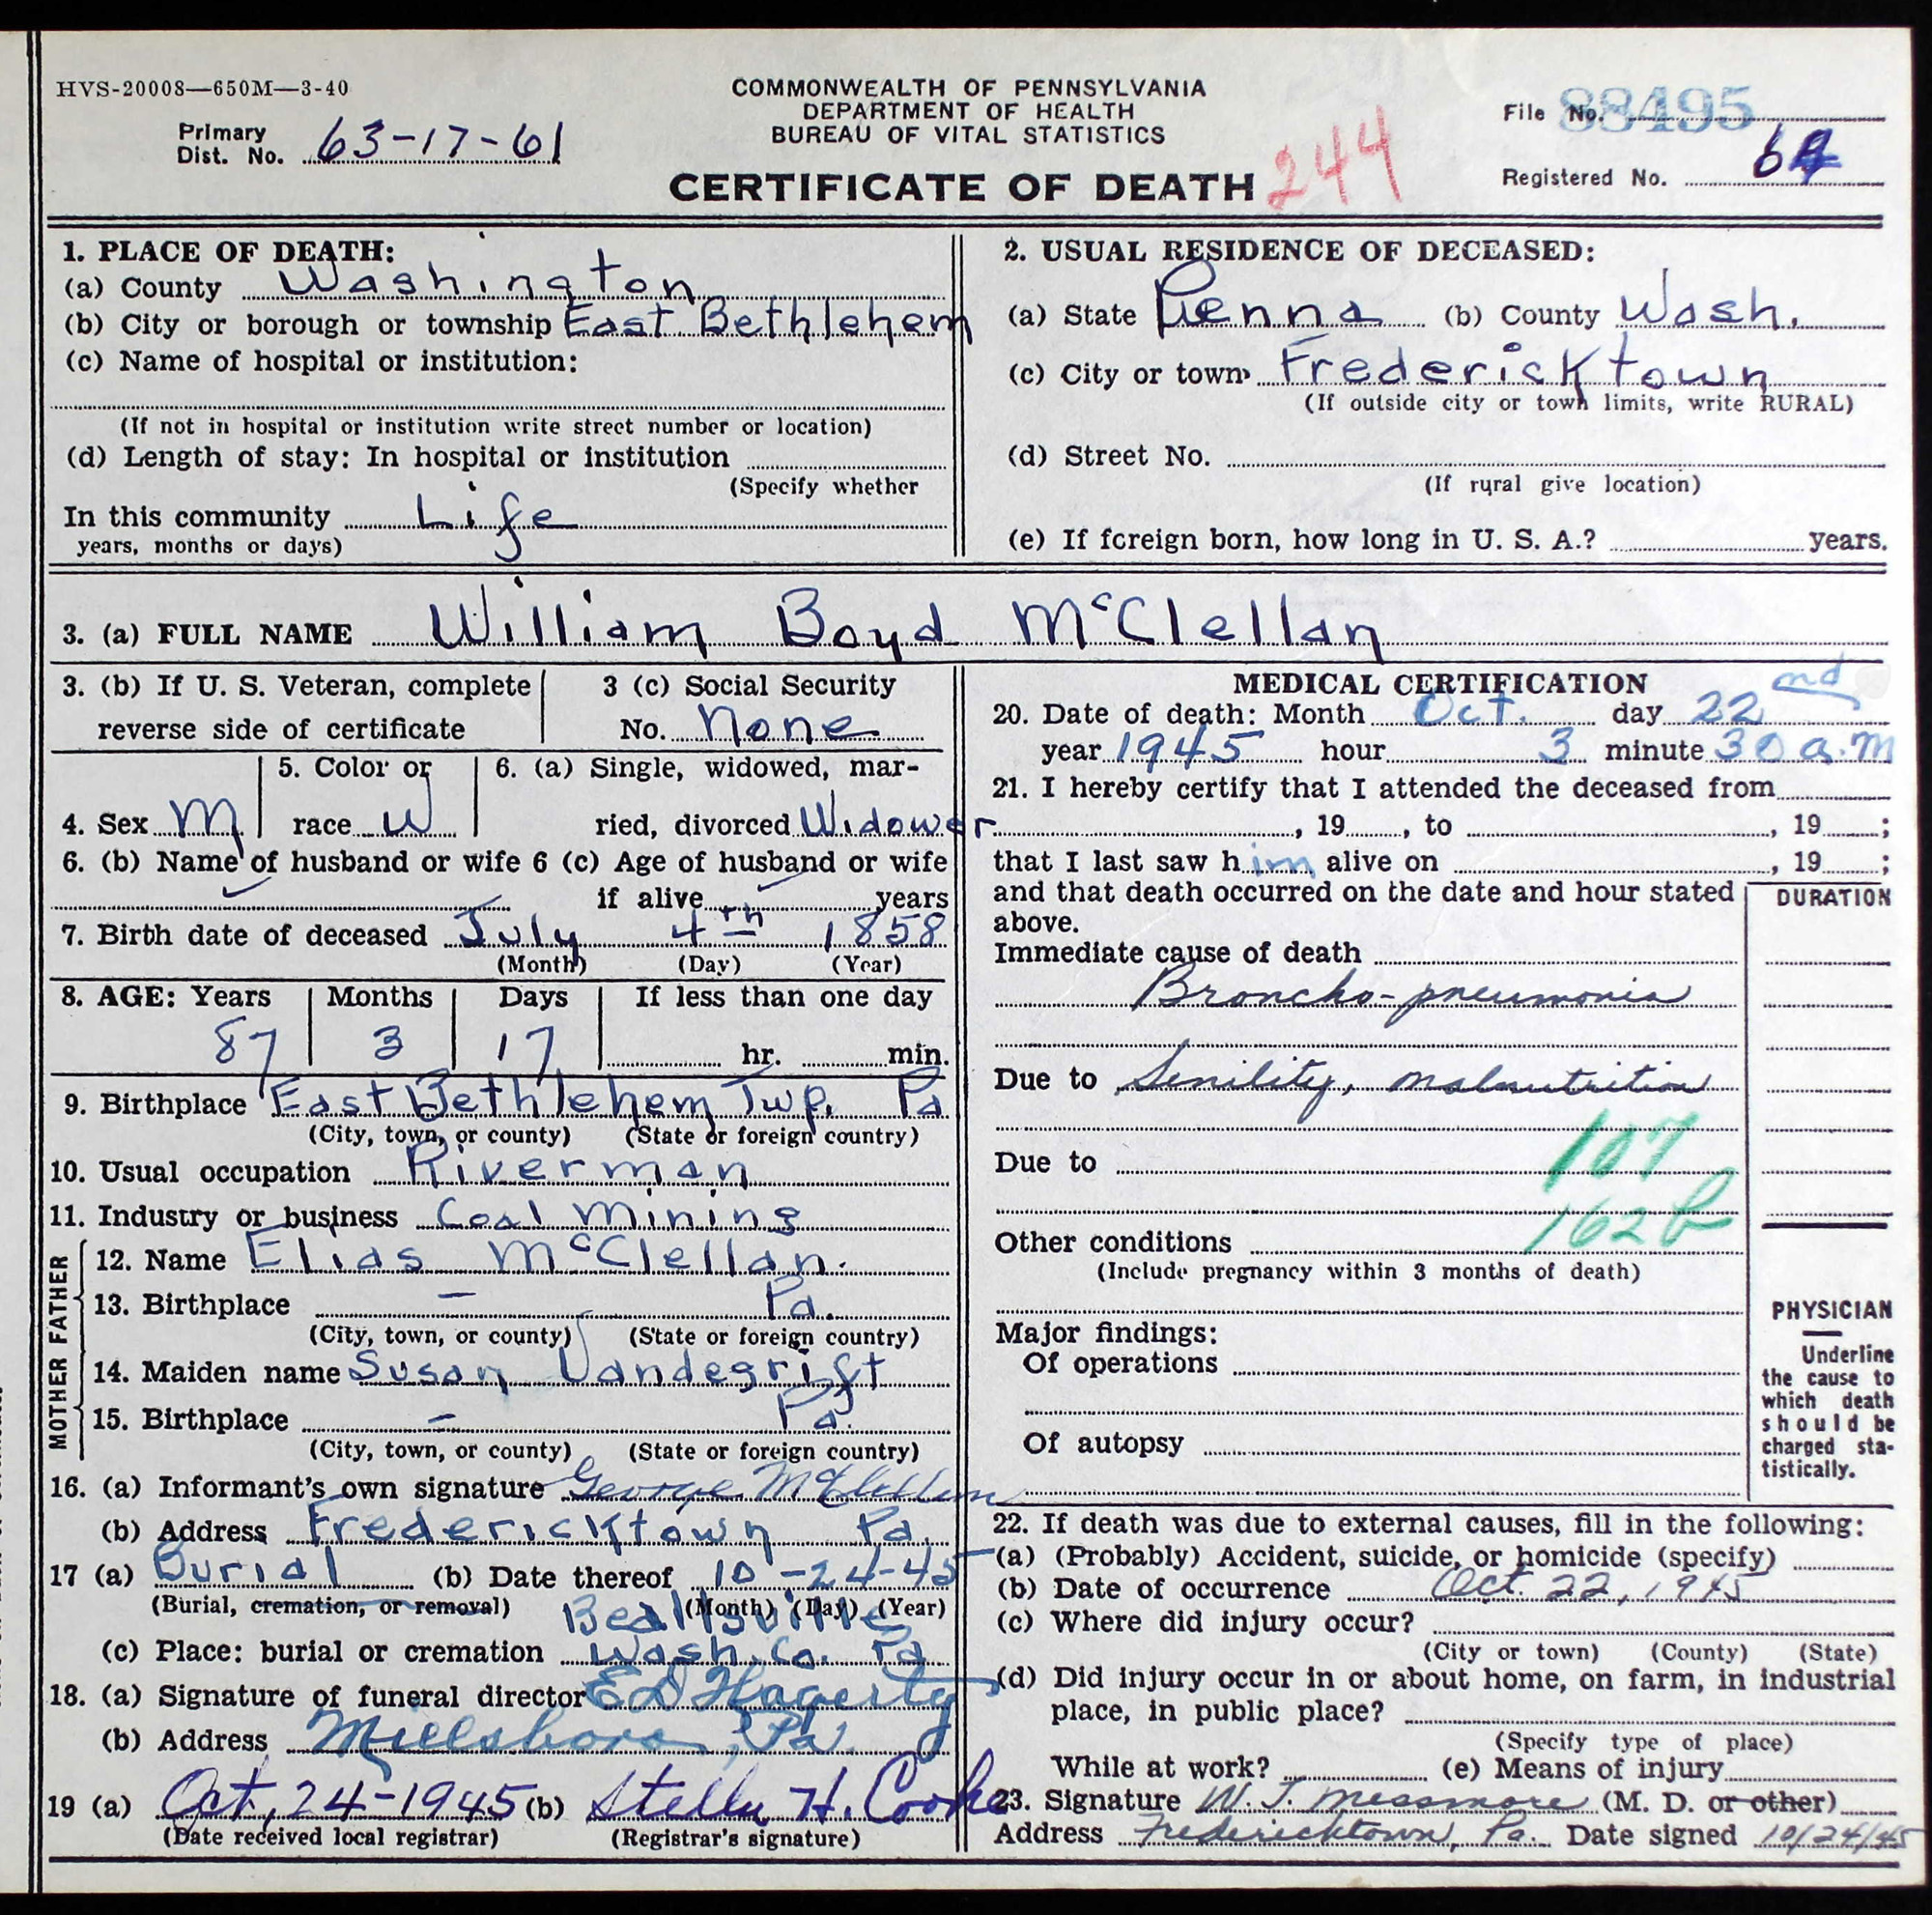 HVS-20008—650M—3-40
COMMONWEALTH OF PENNSYLVANIA
DEPARTMENT OF HEALTH
BUREAU OF VITAL STATISTICS
CERTIFICATE OF DEATH
244
Primary
Dist. No. 63-17-61
File No. 88495
Registered No. 64
1. PLACE OF DEATH:
(a) County Washington
(b) City or borough or township East Bethlehem
(c) Name of hospital or institution:
(If not in hospital or institution write street number or location)
(d) Length of stay: In hospital or institution
(Specify whether
In this community Life
years, months or days)
2. USUAL RESIDENCE OF DECEASED:
(a) State Penna (b) County Wash.
(c) City or town Fredericktown
(If outside city or town limits, write RURAL)
(d) Street No.
(If rural give location)
(e) If foreign born, how long in U. S. A.? years.
3. (a) FULL NAME William Boyd McClellan
3. (b) If U. S. Veteran, complete
reverse side of certificate
3 (c) Social Security
No. None
4. Sex M
5. Color or
race W
6. (a) Single, widowed, mar-
ried, divorced Widower
6. (b) Name of husband or wife 6 (c) Age of husband or wife
if alive years
7. Birth date of deceased July 4th 1858
(Month) (Day) (Year)
8. AGE: Years Months Days If less than one day
87 3 17 hr. min.
9. Birthplace East Bethlehem Twp. Pa
(City, town, or county) (State or foreign country)
10. Usual occupation Riverman
11. Industry or business Coal Mining
FATHER
12. Name Elias McClellan.
13. Birthplace — Pa.
(City, town, or county) (State or foreign country)
MOTHER
14. Maiden name Susan Vandegrift
15. Birthplace — Pa.
(City, town, or county) (State or foreign country)
16. (a) Informant's own signature George McClellan
(b) Address Fredericktown Pa.
17 (a) Burial (b) Date thereof 10-24-45
(Burial, cremation, or removal) (Month) (Day) (Year)
Beallsville
(c) Place: burial or cremation Wash. Co. Pa
18. (a) Signature of funeral director E D Hagerty
(b) Address Millsboro, Pa.
19 (a) Oct, 24-1945 (b) Stella H. Cooke
(Date received local registrar) (Registrar's signature)
MEDICAL CERTIFICATION
20. Date of death: Month Oct. day 22nd
year 1945 hour 3 minute 30 a.m
21. I hereby certify that I attended the deceased from
, 19 , to , 19 ;
that I last saw him alive on , 19 ;
and that death occurred on the date and hour stated
above.
DURATION
Immediate cause of death
Broncho-pneumonia
Due to Senility, malnutrition
107
Due to
162b
Other conditions
(Include pregnancy within 3 months of death)
Major findings:
Of operations
Of autopsy
PHYSICIAN
Underline
the cause to
which death
should be
charged sta-
tistically.
22. If death was due to external causes, fill in the following:
(a) (Probably) Accident, suicide, or homicide (specify)
(b) Date of occurrence Oct. 22, 1945
(c) Where did injury occur?
(City or town) (County) (State)
(d) Did injury occur in or about home, on farm, in industrial
place, in public place?
(Specify type of place)
While at work? (e) Means of injury
23. Signature W. J. Messmore (M. D. or other)
Address Fredericktown, Pa. Date signed 10/24/45